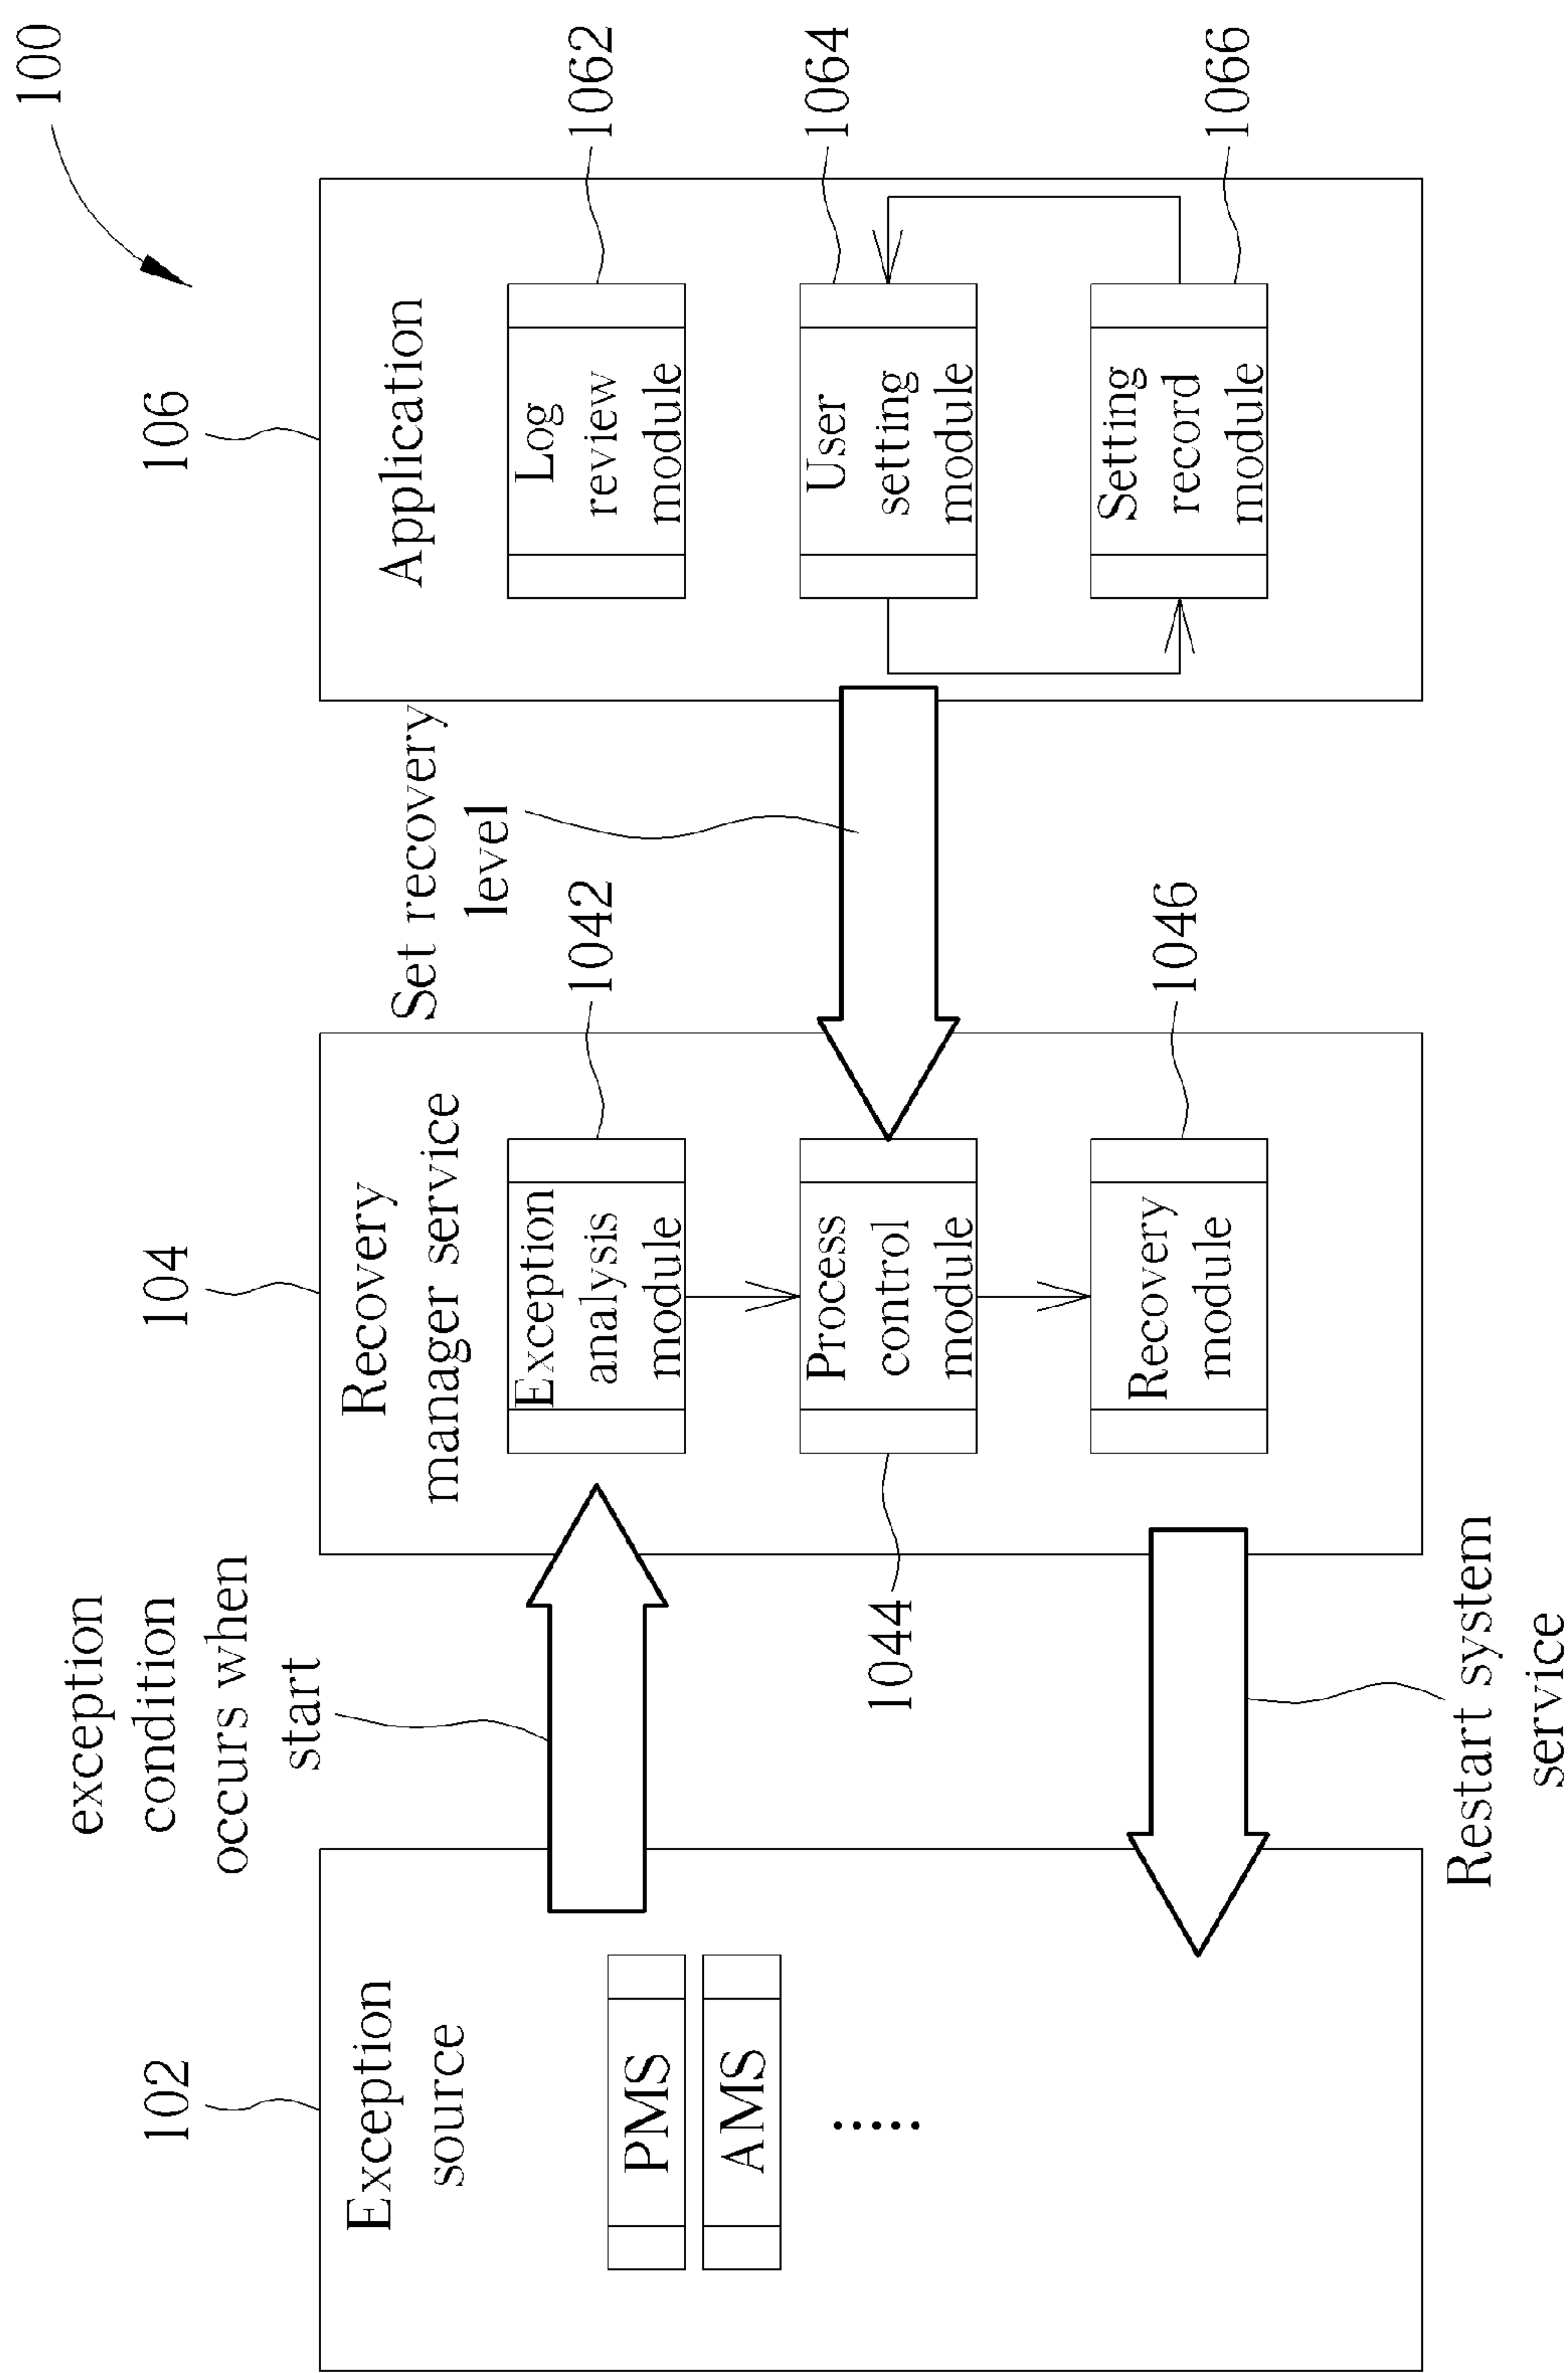 100
102
Exception
source
PMS
AMS
exception
condition
occurs when
start
Restart system
service
104
Recovery
manager service
Exception
analysis
module
1042
Process
control
module
1044
Recovery
module
1046
Set recovery
level
106
Application
Log
review
module
1062
User
setting
module
1064
Setting
record
module
1066